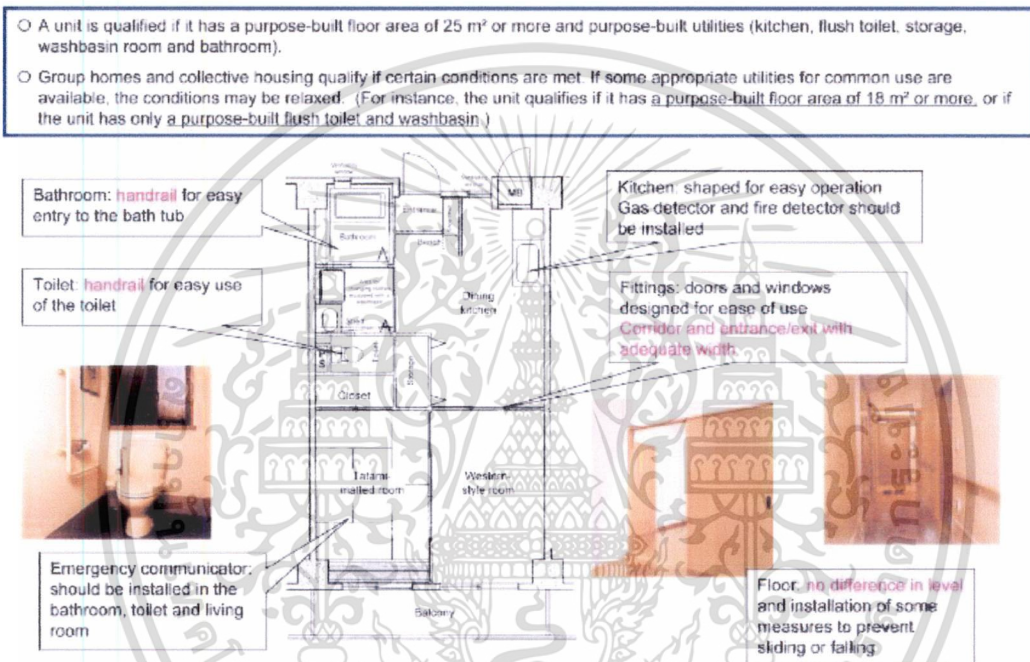 ○ A unit is qualified if it has a purpose-built floor area of 25 m² or more and purpose-built utilities (kitchen, flush toilet, storage,
washbasin room and bathroom).
○ Group homes and collective housing qualify if certain conditions are met. If some appropriate utilities for common use are
available, the conditions may be relaxed. (For instance, the unit qualifies if it has a purpose-built floor area of 18 m² or more, or if
the unit has only a purpose-built flush toilet and washbasin.)
Bathroom: handrail for easy
entry to the bath tub
Toilet: handrail for easy use
of the toilet
Emergency communicator:
should be installed in the
bathroom, toilet and living
room
MB
Entrance
Bathroom
Dining
kitchen
Closet
Tatami-
matted room
Western-
style room
Balcony
Kitchen: shaped for easy operation
Gas detector and fire detector should
be installed
Fittings: doors and windows
designed for ease of use
Corridor and entrance/exit with
adequate width
Floor: no difference in level
and installation of some
measures to prevent
sliding or falling